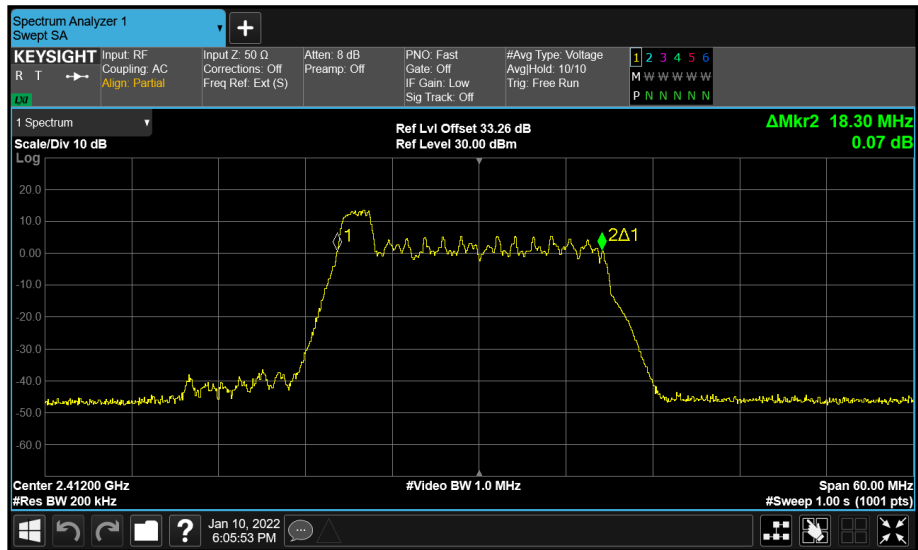 Spectrum Analyzer 1
Swept SA
KEYSIGHT
R T
LXI
Input: RF
Coupling: AC
Align: Partial
Input Z: 50 Ω
Corrections: Off
Freq Ref: Ext (S)
Atten: 8 dB
Preamp: Off
PNO: Fast
Gate: Off
IF Gain: Low
Sig Track: Off
#Avg Type: Voltage
Avg|Hold: 10/10
Trig: Free Run
1 2 3 4 5 6
M W W W W W
P N N N N N
1 Spectrum
Scale/Div 10 dB
Ref Lvl Offset 33.26 dB
Ref Level 30.00 dBm
ΔMkr2 18.30 MHz
0.07 dB
Log
20.0
10.0
0.00
-10.0
-20.0
-30.0
-40.0
-50.0
-60.0
1
2Δ1
Center 2.41200 GHz
#Video BW 1.0 MHz
Span 60.00 MHz
#Res BW 200 kHz
#Sweep 1.00 s (1001 pts)
?
Jan 10, 2022
6:05:53 PM